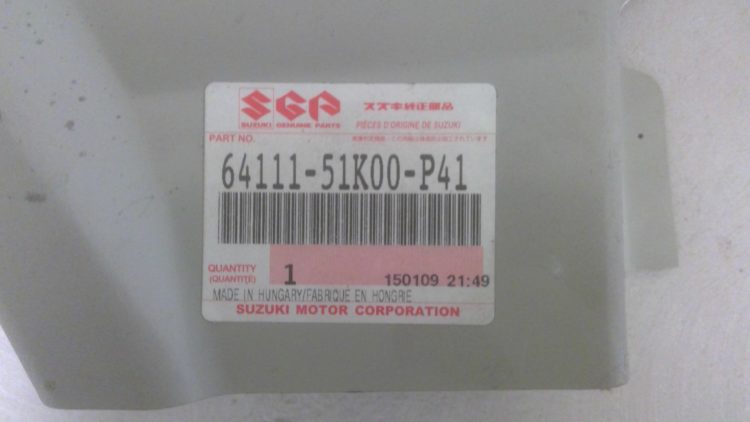 SGP スズキ純正部品
SUZUKI GENUINE PARTS PIÈCES D'ORIGINE DE SUZUKI
PART NO.
64111-51K00-P41
QUANTITY 1 150109 21:49
(QUANTITÉ)
MADE IN HUNGARY/FABRIQUÉ EN HONGRIE
SUZUKI MOTOR CORPORATION